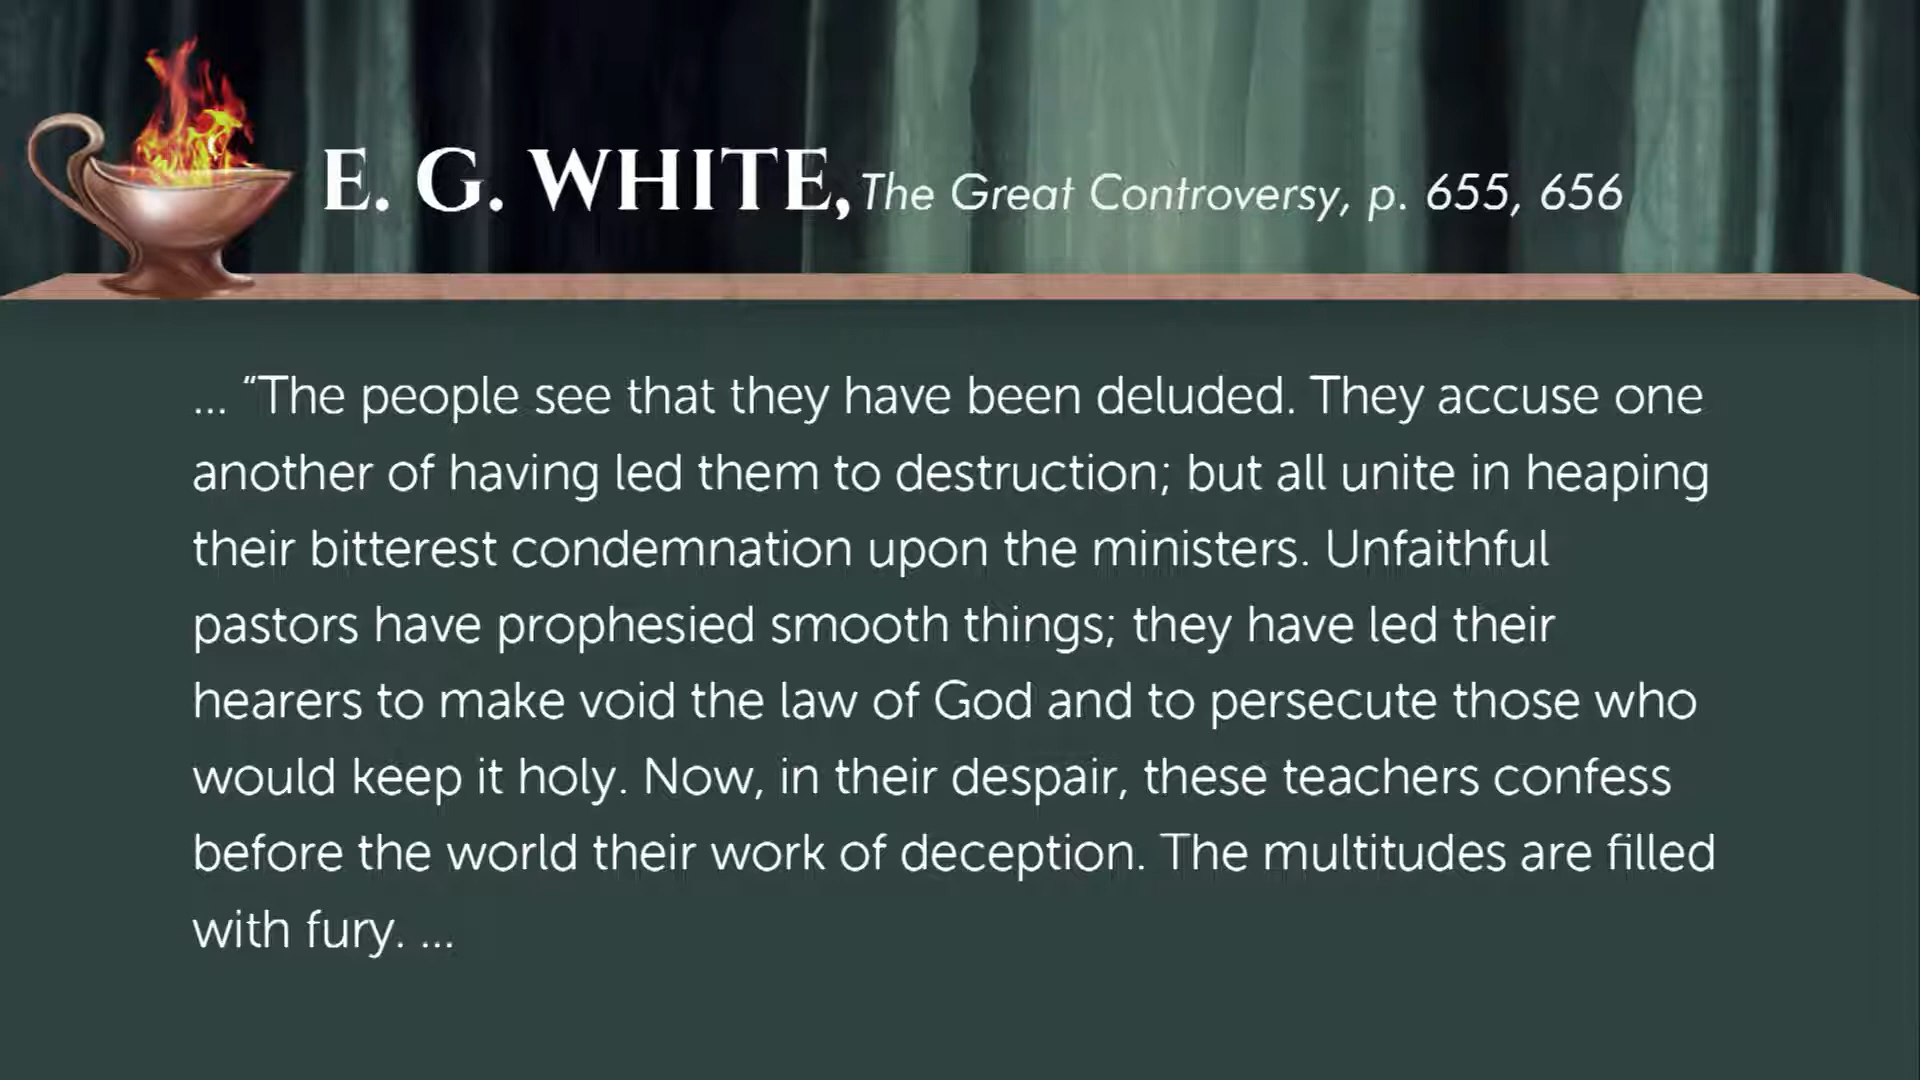 E. G. WHITE, The Great Controversy, p. 655, 656
... “The people see that they have been deluded. They accuse one
another of having led them to destruction; but all unite in heaping
their bitterest condemnation upon the ministers. Unfaithful
pastors have prophesied smooth things; they have led their
hearers to make void the law of God and to persecute those who
would keep it holy. Now, in their despair, these teachers confess
before the world their work of deception. The multitudes are filled
with fury. ...